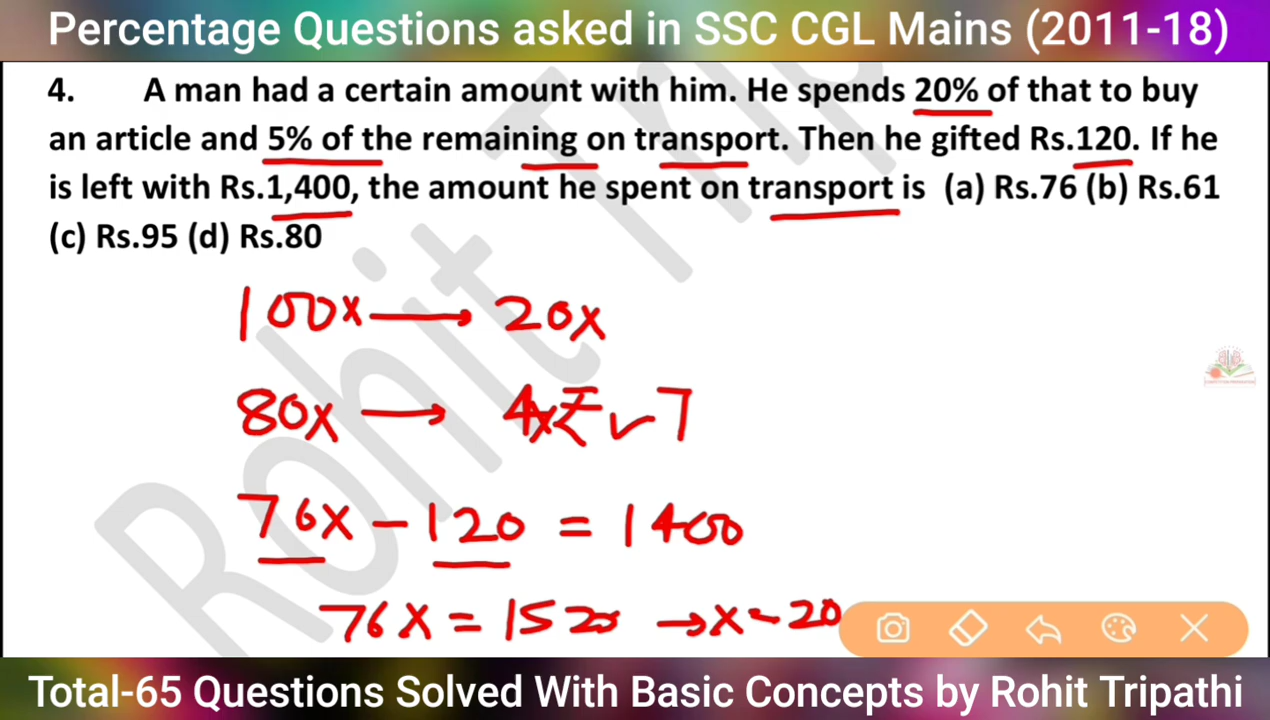 Percentage Questions asked in SSC CGL Mains (2011-18)
4. A man had a certain amount with him. He spends 20% of that to buy
an article and 5% of the remaining on transport. Then he gifted Rs.120. If he
is left with Rs.1,400, the amount he spent on transport is (a) Rs.76 (b) Rs.61
(c) Rs.95 (d) Rs.80
Rohit Trip
100x → 20x
80x → 4x ₹ ✓ 7
76x - 120 = 1400
76x = 1520 → x - 20
Total-65 Questions Solved With Basic Concepts by Rohit Tripathi